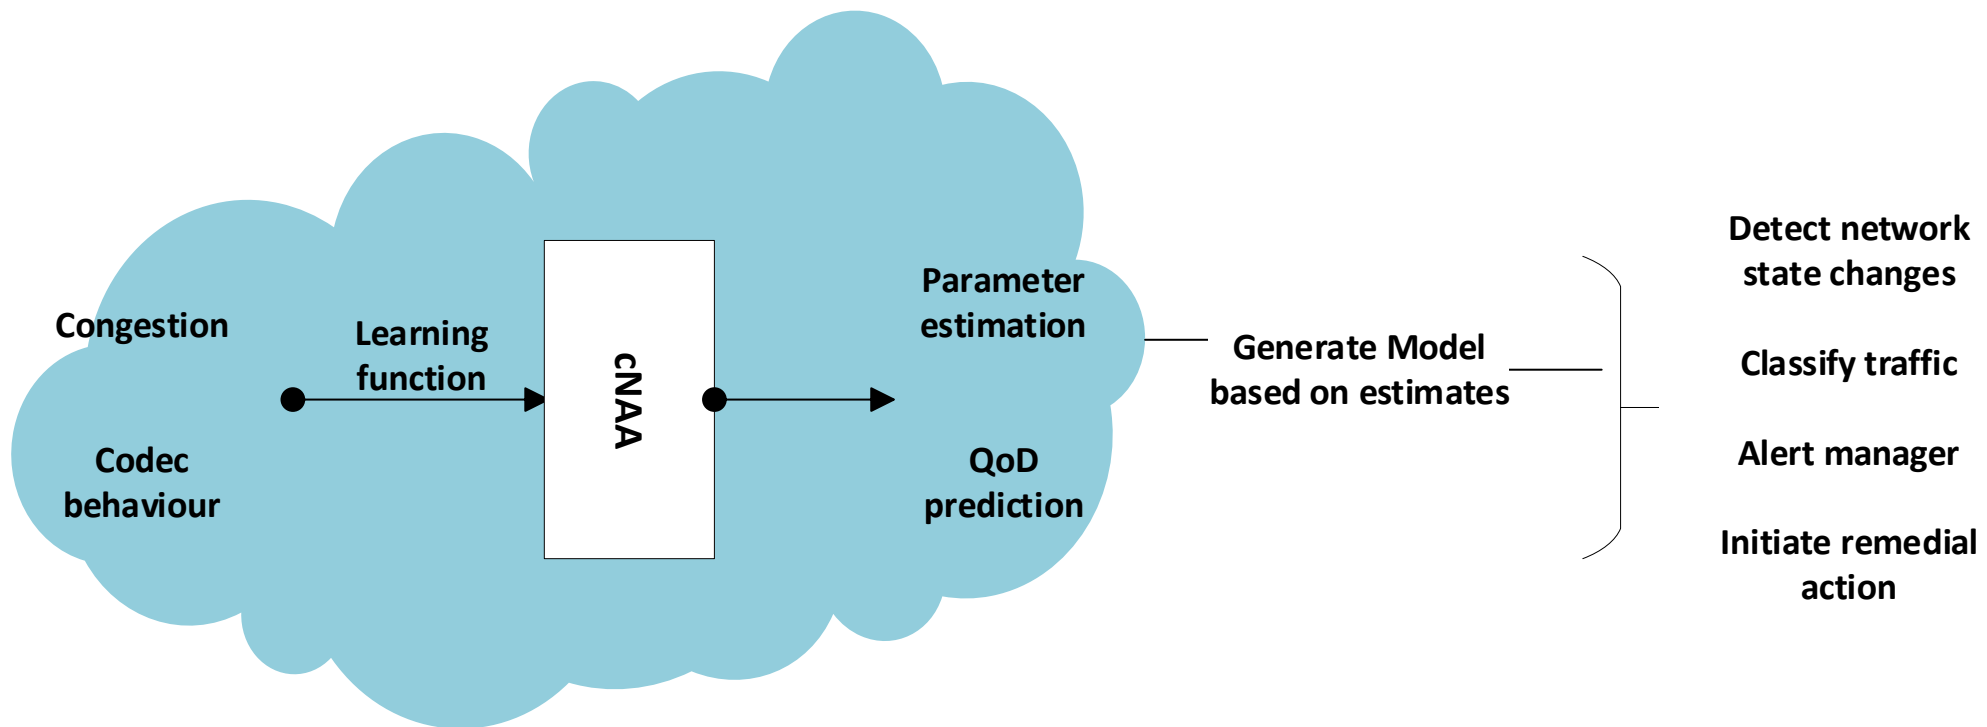 Congestion
Codec
behaviour
Learning
function
cNAA
Parameter
estimation
QoD
prediction
Generate Model
based on estimates
Detect network
state changes
Classify traffic
Alert manager
Initiate remedial
action